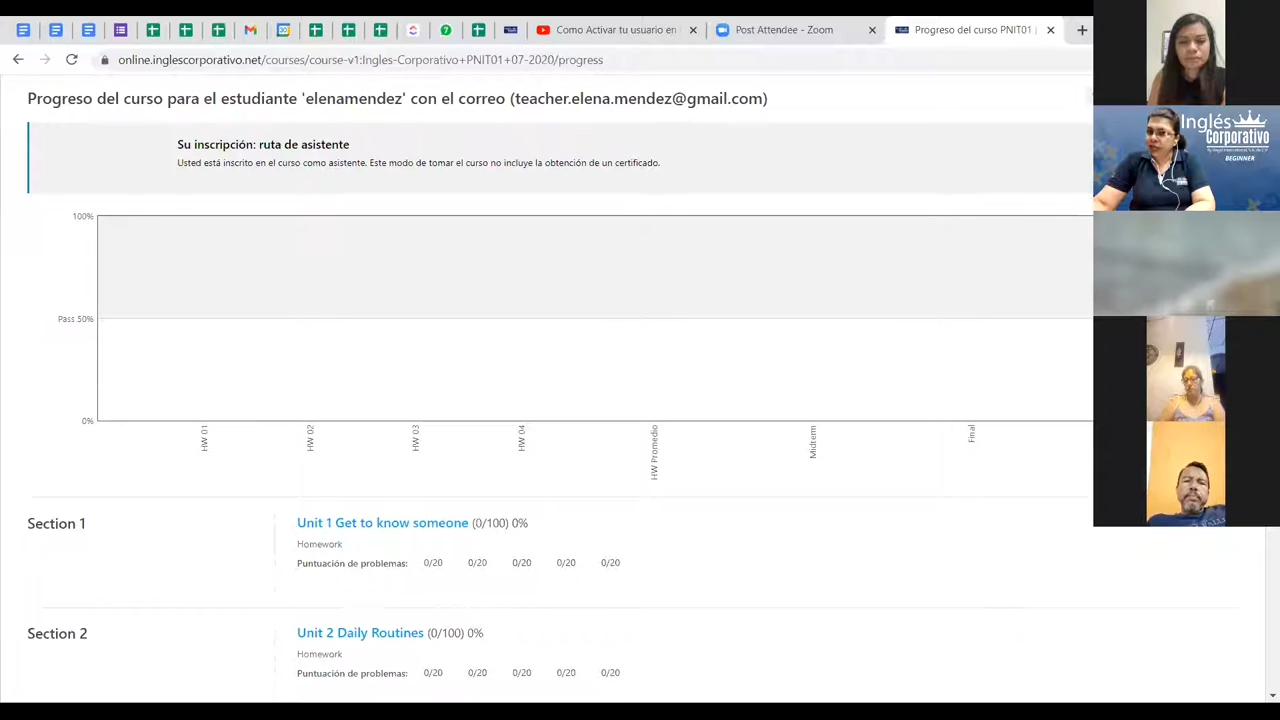 Como Activar tu usuario en
Post Attendee - Zoom
Progreso del curso PNIT01 |
online.inglescorporativo.net/courses/course-v1:Ingles-Corporativo+PNIT01+07-2020/progress
Progreso del curso para el estudiante 'elenamendez' con el correo (teacher.elena.mendez@gmail.com)
Su inscripción: ruta de asistente
Usted está inscrito en el curso como asistente. Este modo de tomar el curso no incluye la obtención de un certificado.
100%
Pass 50%
0%
HW 01
HW 02
HW 03
HW 04
HW Promedio
Midterm
Final
Section 1
Unit 1 Get to know someone (0/100) 0%
Homework
Puntuación de problemas: 0/20 0/20 0/20 0/20 0/20
Section 2
Unit 2 Daily Routines (0/100) 0%
Homework
Puntuación de problemas: 0/20 0/20 0/20 0/20 0/20
Inglés
Corporativo
BEGINNER